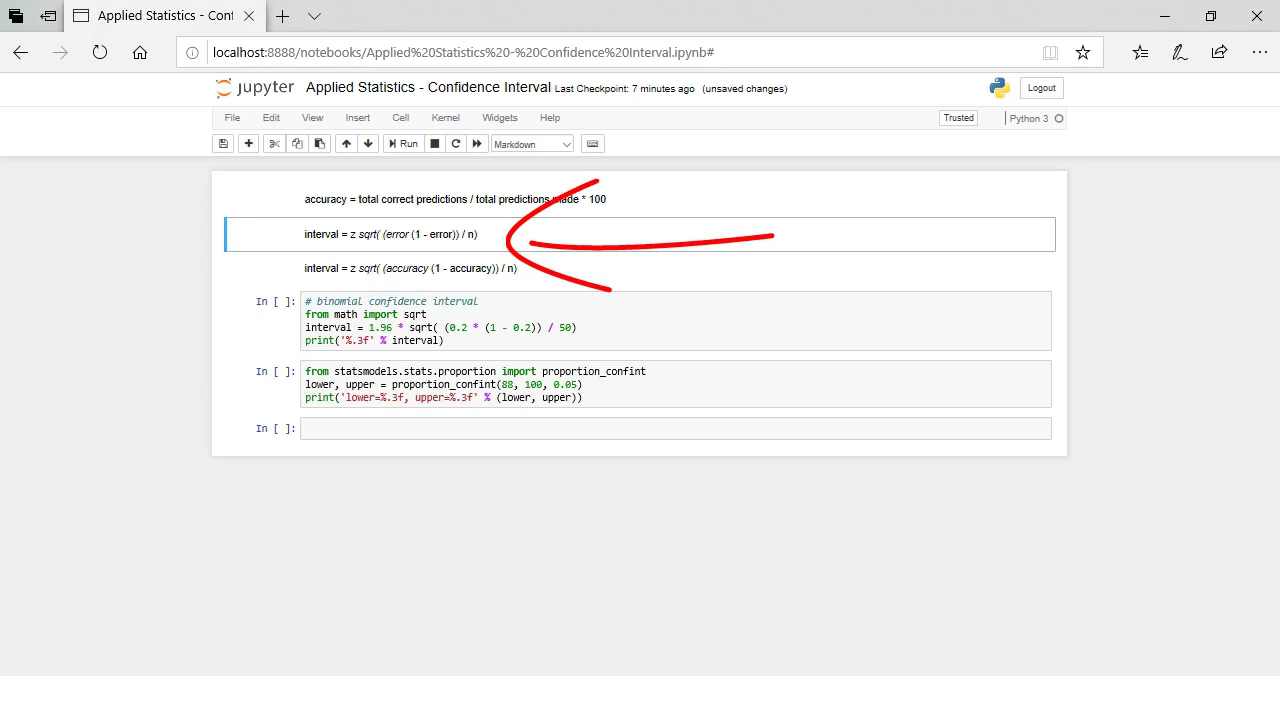 Applied Statistics - Conf
localhost:8888/notebooks/Applied%20Statistics%20-%20Confidence%20Interval.ipynb#
jupyter Applied Statistics - Confidence Interval Last Checkpoint: 7 minutes ago (unsaved changes) Logout
File Edit View Insert Cell Kernel Widgets Help Trusted Python 3
Run Markdown
accuracy = total correct predictions / total predictions made * 100
interval = z sqrt( (error (1 - error)) / n)
interval = z sqrt( (accuracy (1 - accuracy)) / n)
In [ ]: # binomial confidence interval
from math import sqrt
interval = 1.96 * sqrt( (0.2 * (1 - 0.2)) / 50)
print('%.3f' % interval)
In [ ]: from statsmodels.stats.proportion import proportion_confint
lower, upper = proportion_confint(88, 100, 0.05)
print('lower=%.3f, upper=%.3f' % (lower, upper))
In [ ]: